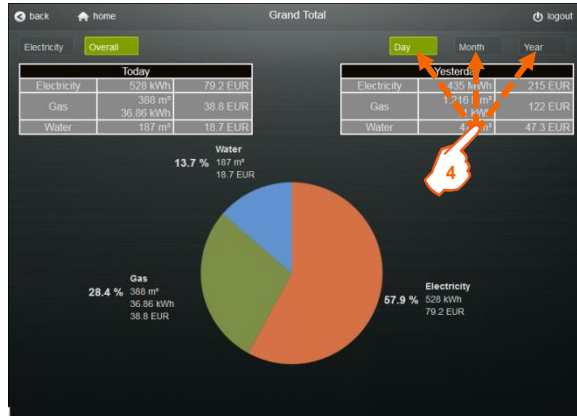 back home Grand Total logout
Electricity Overall Day Month Year
Today
Electricity 528 kWh 79.2 EUR
Gas 388 m³ 38.8 EUR
36.86 kWh
Water 187 m³ 18.7 EUR
Yesterday
Electricity 215 EUR
Gas 122 EUR
Water 47.3 EUR
4
Water
13.7 % 187 m³
18.7 EUR
Gas
28.4 % 388 m³
36.86 kWh
38.8 EUR
Electricity
57.9 % 528 kWh
79.2 EUR